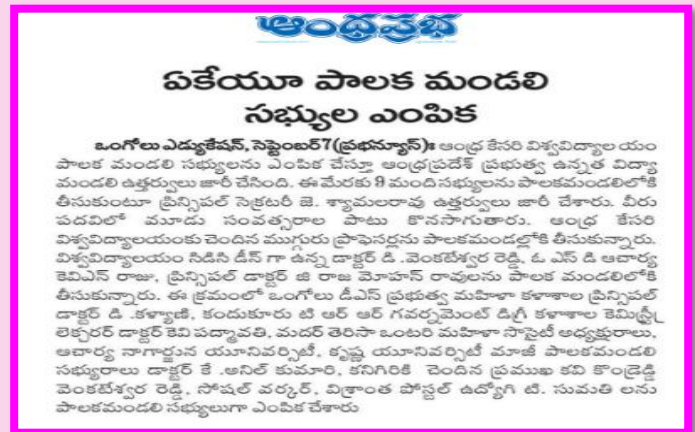 ఆంధ్రప్రభ
ఏకేయూ పాలక మండలి
సభ్యుల ఎంపిక
ఒంగోలు ఎడ్యుకేషన్, సెప్టెంబర్ 7 (ప్రభన్యూస్): ఆంధ్ర కేసరి విశ్వవిద్యాల యం
పాలక మండలి సభ్యులను ఎంపిక చేస్తూ ఆంధ్రప్రదేశ్ ప్రభుత్వ ఉన్నత విద్యా
మండలి ఉత్తర్వులు జారీ చేసింది. ఈ మేరకు 9 మంది సభ్యులను పాలకమండలిలోకి
తీసుకుంటూ ప్రిన్సిపల్ సెక్రటరీ జె. శ్యామలరావు ఉత్తర్వులు జారీ చేశారు. వీరు
పదవిలో మూడు సంవత్సరాల పాటు కొనసాగుతారు. ఆంధ్ర కేసరి
విశ్వవిద్యాలయంకు చెందిన ముగ్గురు ప్రొఫెసర్లను పాలకమండల్లోకి తీసుకున్నారు.
విశ్వవిద్యాలయం సిడిసి డీన్ గా ఉన్న డాక్టర్ డి .వెంకటేశ్వర రెడ్డి, ఓ ఎస్ డి ఆచార్య
కెవిఎన్ రాజు, ప్రిన్సిపల్ డాక్టర్ జి రాజ మోహన్ రావులను పాలక మండలిలోకి
తీసుకున్నారు. ఈ క్రమంలో ఒంగోలు డీఎస్ ప్రభుత్వ మహిళా కళాశాల ప్రిన్సిపల్
డాక్టర్ డి .కళ్యాణి, కందుకూరు టి ఆర్ ఆర్ గవర్నమెంట్ డిగ్రీ కళాశాల కెమిస్ట్రీ
లెక్చరర్ డాక్టర్ కెవి పద్మావతి, మదర్ తెరిసా ఒంటరి మహిళా సొసైటీ అధ్యక్షురాలు,
ఆచార్య నాగార్జున యూనివర్సిటీ, కృష్ణ యూనివర్సిటీ మాజీ పాలకమండలి
సభ్యురాలు డాక్టర్ కే .అనిల్ కుమారి, కనిగిరికి చెందిన ప్రముఖ కవి కొండ్రెడ్డి
వెంకటేశ్వర రెడ్డి, సోషల్ వర్కర్, విశ్రాంత పోస్టల్ ఉద్యోగి టి. సుమతి లను
పాలకమండలి సభ్యులుగా ఎంపిక చేశారు